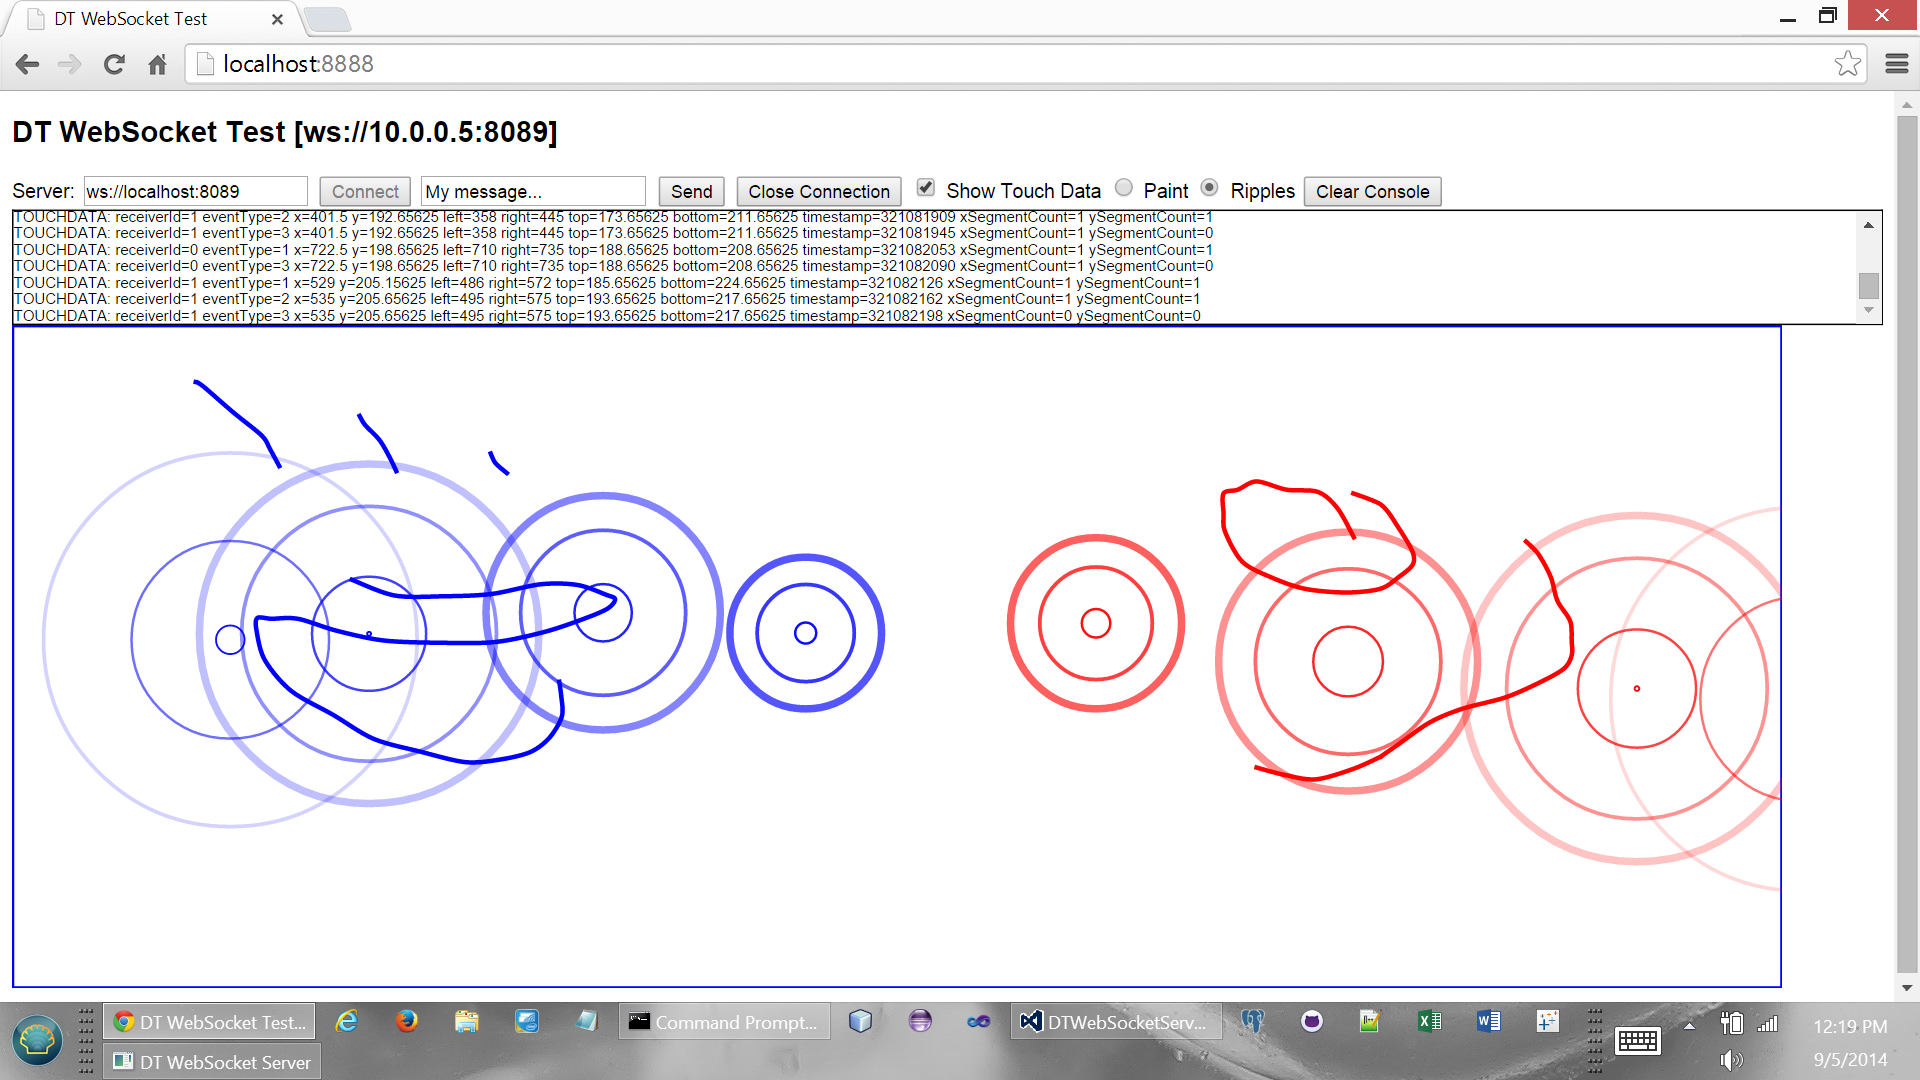 DT WebSocket Test
localhost:8888
DT WebSocket Test [ws://10.0.0.5:8089]
Server: ws://localhost:8089 Connect My message... Send Close Connection Show Touch Data Paint Ripples Clear Console
TOUCHDATA: receiverId=1 eventType=2 x=401.5 y=192.65625 left=358 right=445 top=173.65625 bottom=211.65625 timestamp=321081909 xSegmentCount=1 ySegmentCount=1
TOUCHDATA: receiverId=1 eventType=3 x=401.5 y=192.65625 left=358 right=445 top=173.65625 bottom=211.65625 timestamp=321081945 xSegmentCount=1 ySegmentCount=0
TOUCHDATA: receiverId=0 eventType=1 x=722.5 y=198.65625 left=710 right=735 top=188.65625 bottom=208.65625 timestamp=321082053 xSegmentCount=1 ySegmentCount=1
TOUCHDATA: receiverId=0 eventType=3 x=722.5 y=198.65625 left=710 right=735 top=188.65625 bottom=208.65625 timestamp=321082090 xSegmentCount=1 ySegmentCount=0
TOUCHDATA: receiverId=1 eventType=1 x=529 y=205.15625 left=486 right=572 top=185.65625 bottom=224.65625 timestamp=321082126 xSegmentCount=1 ySegmentCount=1
TOUCHDATA: receiverId=1 eventType=2 x=535 y=205.65625 left=495 right=575 top=193.65625 bottom=217.65625 timestamp=321082162 xSegmentCount=1 ySegmentCount=1
TOUCHDATA: receiverId=1 eventType=3 x=535 y=205.65625 left=495 right=575 top=193.65625 bottom=217.65625 timestamp=321082198 xSegmentCount=0 ySegmentCount=0
DT WebSocket Test... Command Prompt... DTWebSocketServ... 12:19 PM
DT WebSocket Server 9/5/2014